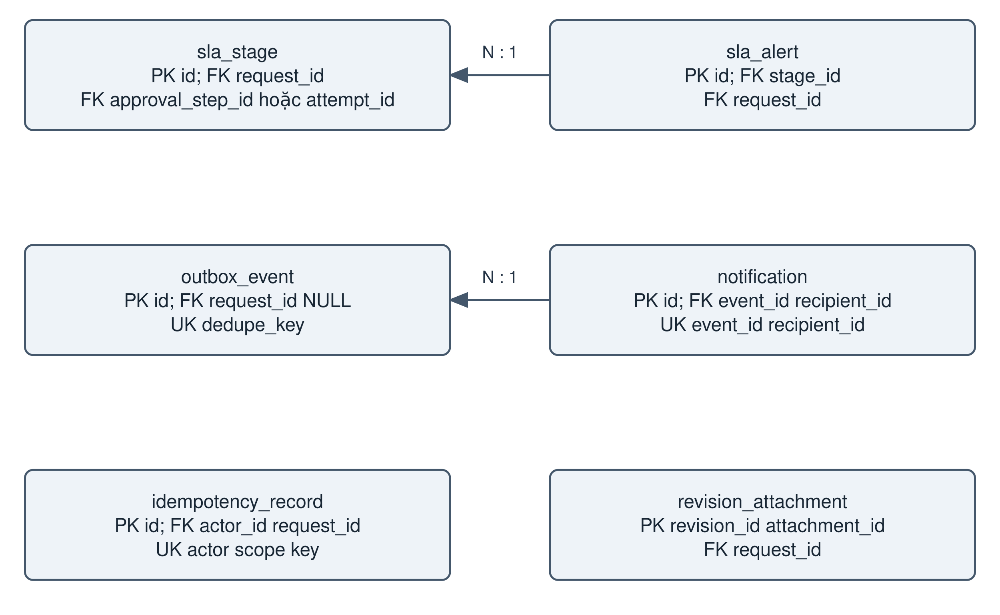 sla_stage
PK id; FK request_id
FK approval_step_id hoặc attempt_id
N : 1
sla_alert
PK id; FK stage_id
FK request_id
outbox_event
PK id; FK request_id NULL
UK dedupe_key
N : 1
notification
PK id; FK event_id recipient_id
UK event_id recipient_id
idempotency_record
PK id; FK actor_id request_id
UK actor scope key
revision_attachment
PK revision_id attachment_id
FK request_id